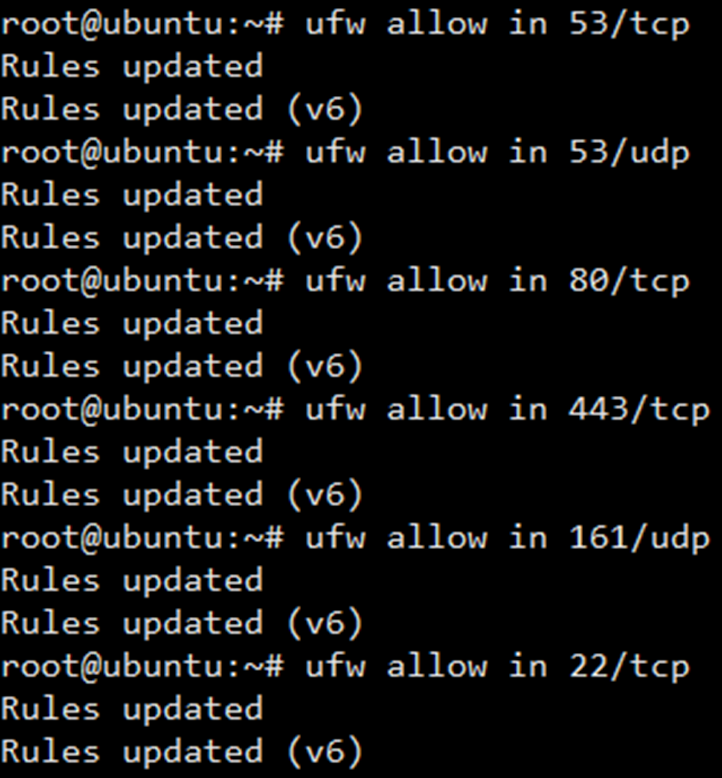 root@ubuntu:~# ufw allow in 53/tcp
Rules updated
Rules updated (v6)
root@ubuntu:~# ufw allow in 53/udp
Rules updated
Rules updated (v6)
root@ubuntu:~# ufw allow in 80/tcp
Rules updated
Rules updated (v6)
root@ubuntu:~# ufw allow in 443/tcp
Rules updated
Rules updated (v6)
root@ubuntu:~# ufw allow in 161/udp
Rules updated
Rules updated (v6)
root@ubuntu:~# ufw allow in 22/tcp
Rules updated
Rules updated (v6)